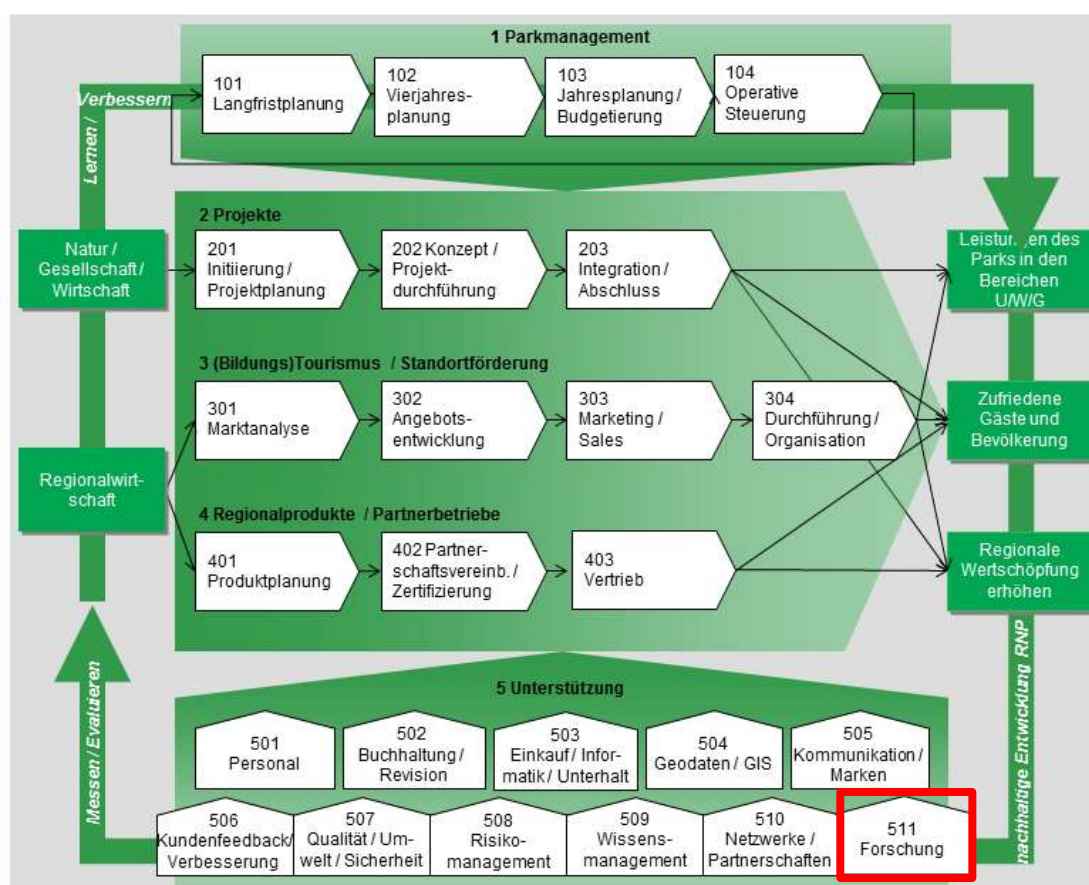 1 Parkmanagement
101
Langfristplanung
102
Vierjahres-
planung
103
Jahresplanung /
Budgetierung
104
Operative
Steuerung
Lernen /
Verbessern
2 Projekte
Natur /
Gesellschaft /
Wirtschaft
201
Initiierung /
Projektplanung
202 Konzept /
Projekt-
durchführung
203
Integration /
Abschluss
Leistungen des
Parks in den
Bereichen
U/W/G
3 (Bildungs)Tourismus / Standortförderung
301
Marktanalyse
302
Angebots-
entwicklung
303
Marketing /
Sales
304
Durchführung /
Organisation
Zufriedene
Gäste und
Bevölkerung
Regionalwirt-
schaft
4 Regionalprodukte / Partnerbetriebe
401
Produktplanung
402 Partner-
schaftsvereinb. /
Zertifizierung
403
Vertrieb
Regionale
Wertschöpfung
erhöhen
Messen / Evaluieren
nachhaltige Entwicklung RNP
5 Unterstützung
501
Personal
502
Buchhaltung /
Revision
503
Einkauf / Infor-
matik / Unterhalt
504
Geodaten / GIS
505
Kommunikation /
Marken
506
Kundenfeedback/
Verbesserung
507
Qualität / Um-
welt / Sicherheit
508
Risiko-
management
509
Wissens-
management
510
Netzwerke /
Partnerschaften
511
Forschung